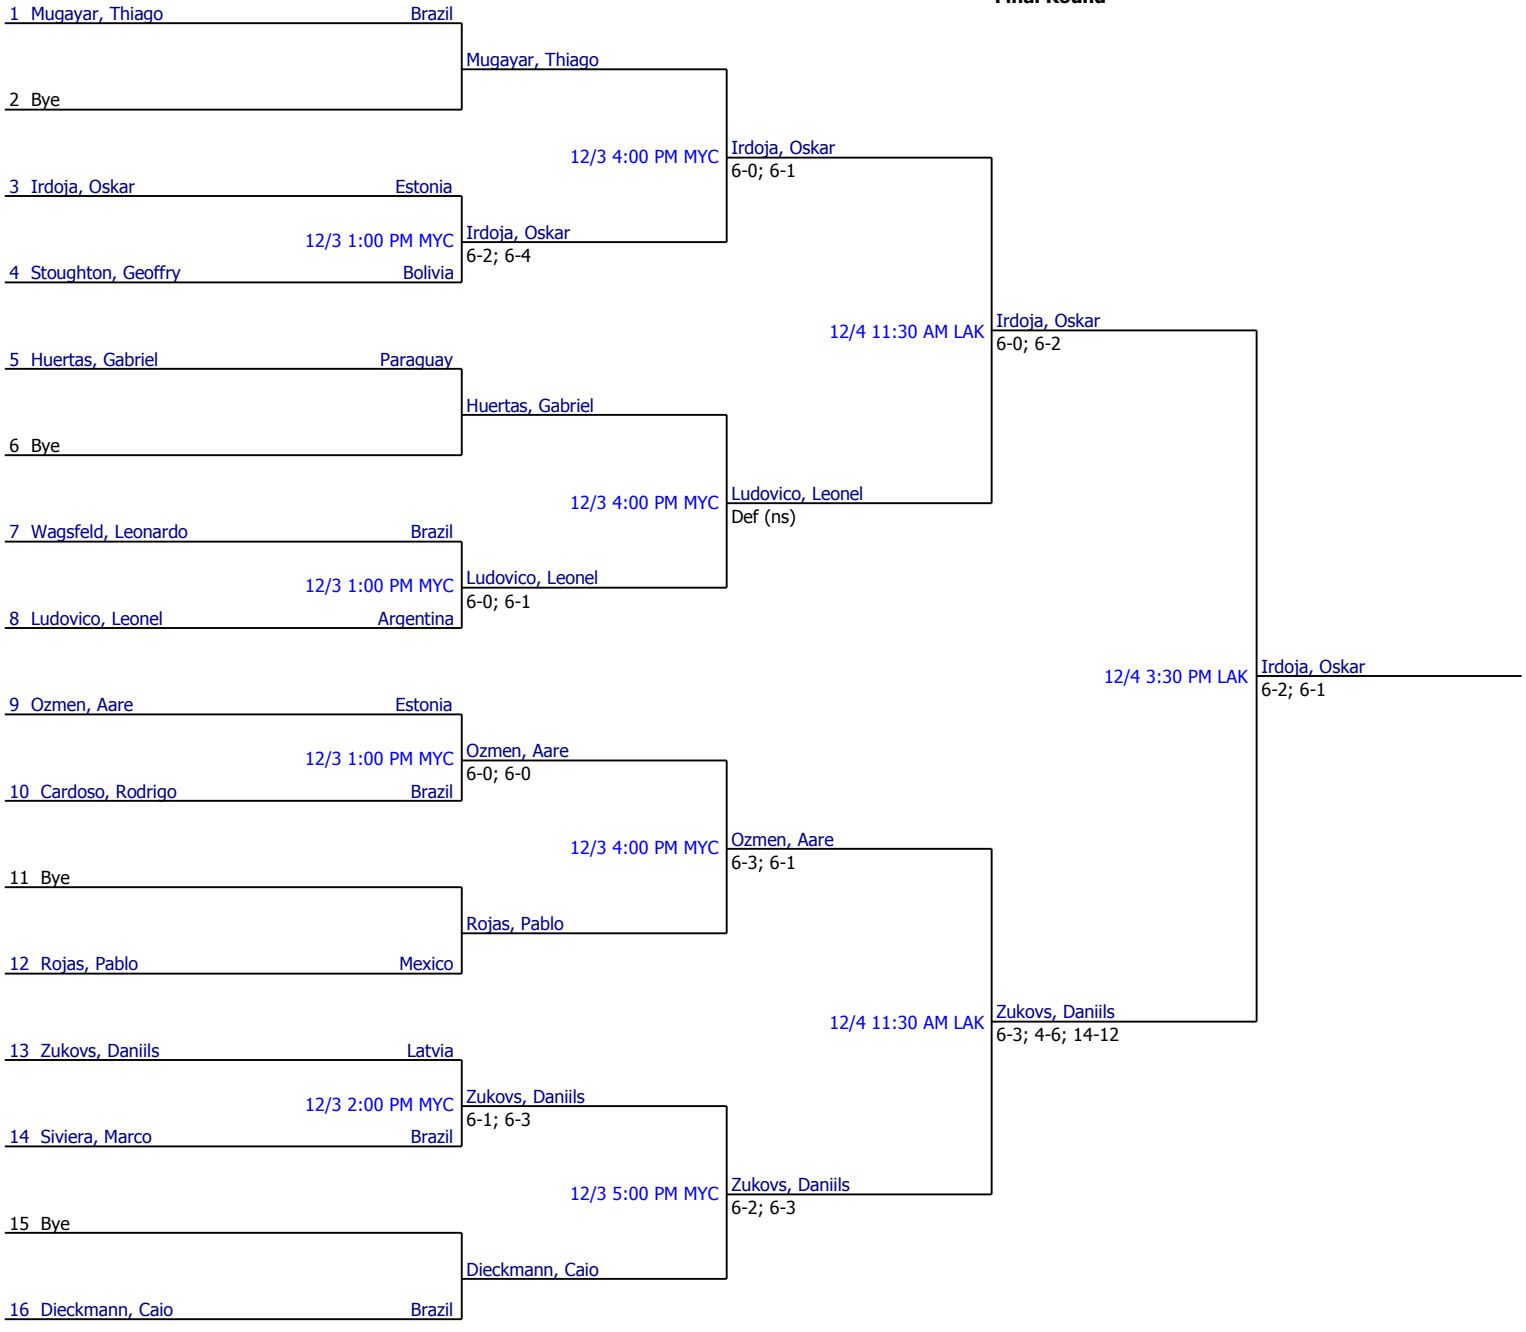 Final Round
1 Mugayar, Thiago Brazil
Mugayar, Thiago
2 Bye
12/3 4:00 PM MYC Irdoja, Oskar
6-0; 6-1
3 Irdoja, Oskar Estonia
12/3 1:00 PM MYC Irdoja, Oskar
6-2; 6-4
4 Stoughton, Geoffry Bolivia
12/4 11:30 AM LAK Irdoja, Oskar
6-0; 6-2
5 Huertas, Gabriel Paraguay
Huertas, Gabriel
6 Bye
12/3 4:00 PM MYC Ludovico, Leonel
Def (ns)
7 Wagsfeld, Leonardo Brazil
12/3 1:00 PM MYC Ludovico, Leonel
6-0; 6-1
8 Ludovico, Leonel Argentina
12/4 3:30 PM LAK Irdoja, Oskar
6-2; 6-1
9 Ozmen, Aare Estonia
12/3 1:00 PM MYC Ozmen, Aare
6-0; 6-0
10 Cardoso, Rodrigo Brazil
12/3 4:00 PM MYC Ozmen, Aare
6-3; 6-1
11 Bye
Rojas, Pablo
12 Rojas, Pablo Mexico
12/4 11:30 AM LAK Zukovs, Daniils
6-3; 4-6; 14-12
13 Zukovs, Daniils Latvia
12/3 2:00 PM MYC Zukovs, Daniils
6-1; 6-3
14 Siviera, Marco Brazil
12/3 5:00 PM MYC Zukovs, Daniils
6-2; 6-3
15 Bye
Dieckmann, Caio
16 Dieckmann, Caio Brazil